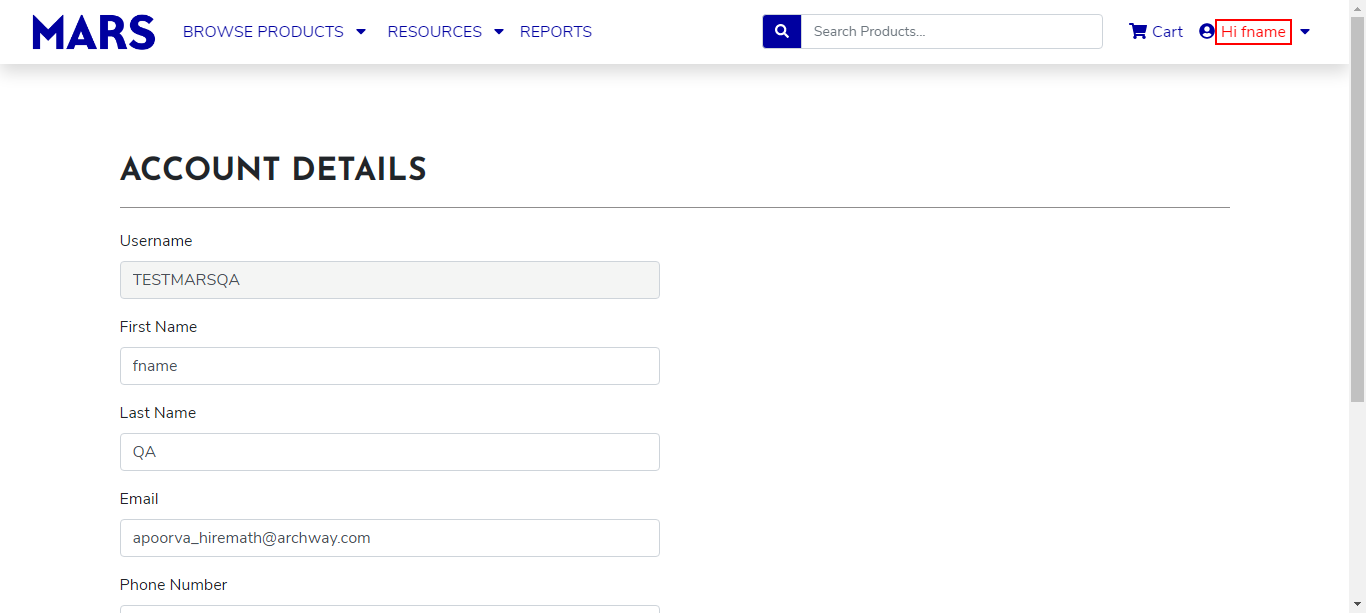 MARS BROWSE PRODUCTS RESOURCES REPORTS Search Products... Cart Hi fname
ACCOUNT DETAILS
Username
TESTMARSQA
First Name
fname
Last Name
QA
Email
apoorva_hiremath@archway.com
Phone Number